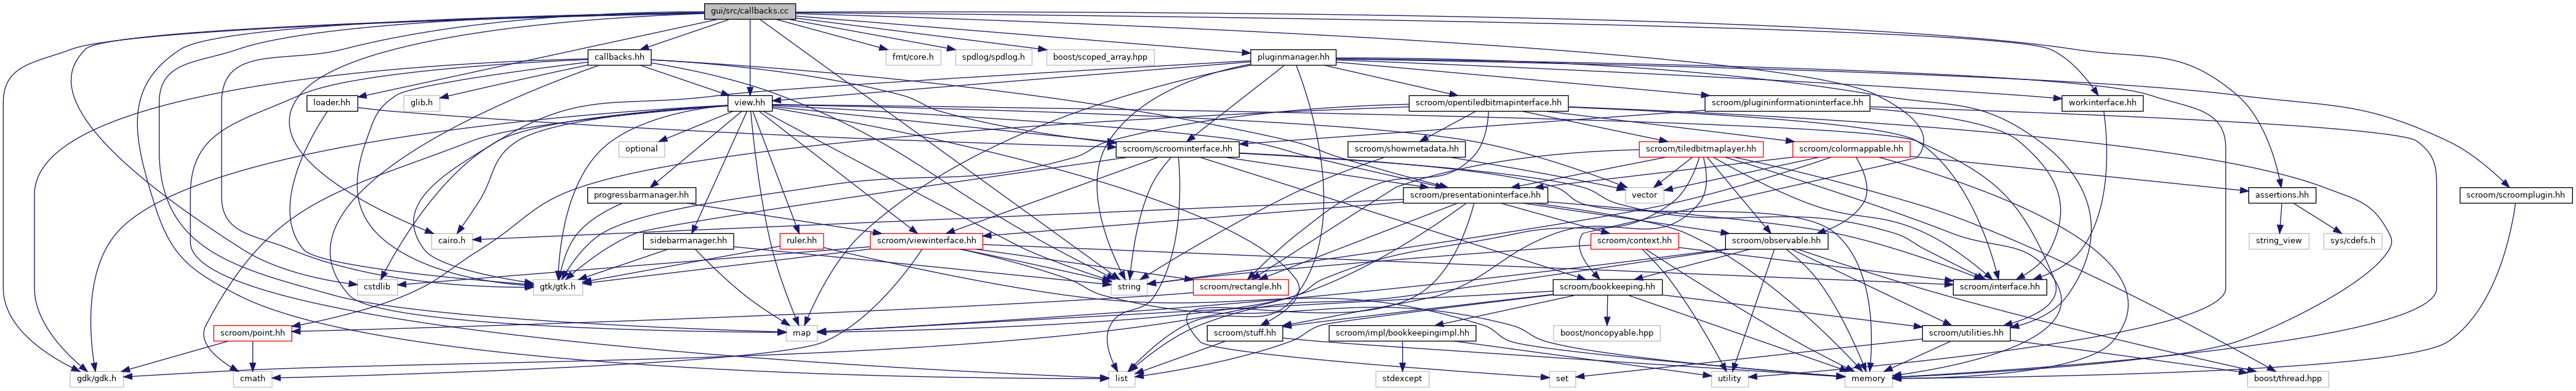 gui/src/callbacks.cc
callbacks.hh
fmt/core.h
spdlog/spdlog.h
boost/scoped_array.hpp
pluginmanager.hh
loader.hh
glib.h
view.hh
scroom/opentiledbitmapinterface.hh
scroom/plugininformationinterface.hh
workinterface.hh
optional
scroom/scroominterface.hh
scroom/showmetadata.hh
scroom/tiledbitmaplayer.hh
scroom/colormappable.hh
progressbarmanager.hh
scroom/presentationinterface.hh
vector
assertions.hh
scroom/scroomplugin.hh
cairo.h
sidebarmanager.hh
ruler.hh
scroom/viewinterface.hh
scroom/context.hh
scroom/observable.hh
string_view
sys/cdefs.h
cstdlib
gtk/gtk.h
string
scroom/rectangle.hh
scroom/bookkeeping.hh
scroom/interface.hh
scroom/point.hh
map
scroom/stuff.hh
scroom/impl/bookkeepingimpl.hh
boost/noncopyable.hpp
scroom/utilities.hh
gdk/gdk.h
cmath
list
stdexcept
set
utility
memory
boost/thread.hpp